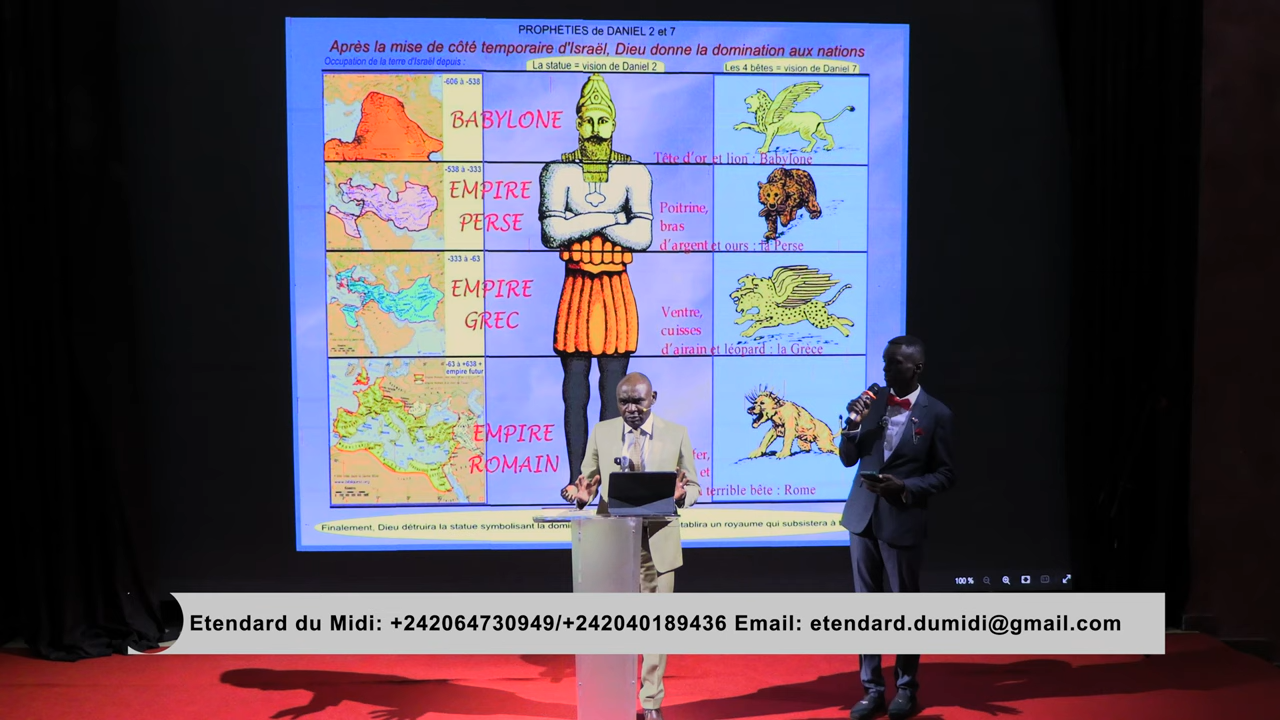 PROPHETIES de DANIEL 2 et 7
Après la mise de côté temporaire d'Israël, Dieu donne la domination aux nations
Occupation de la terre d'Israël depuis :
La statue = vision de Daniel 2
Les 4 bêtes = vision de Daniel 7
-606 à -538
BABYLONE
Tête d'or et lion : Babylone
-538 à -333
EMPIRE
PERSE
Poitrine,
bras
d'argent et ours : la Perse
-333 à -63
EMPIRE
GREC
Ventre,
cuisses
d'airain et léopard : la Grèce
-63 à +638 +
empire futur
EMPIRE
ROMAIN
fer,
et
terrible bête : Rome
Finalement, Dieu détruira la statue symbolisant la domi tablira un royaume qui subsistera à
100 %
Etendard du Midi: +242064730949/+242040189436 Email: etendard.dumidi@gmail.com